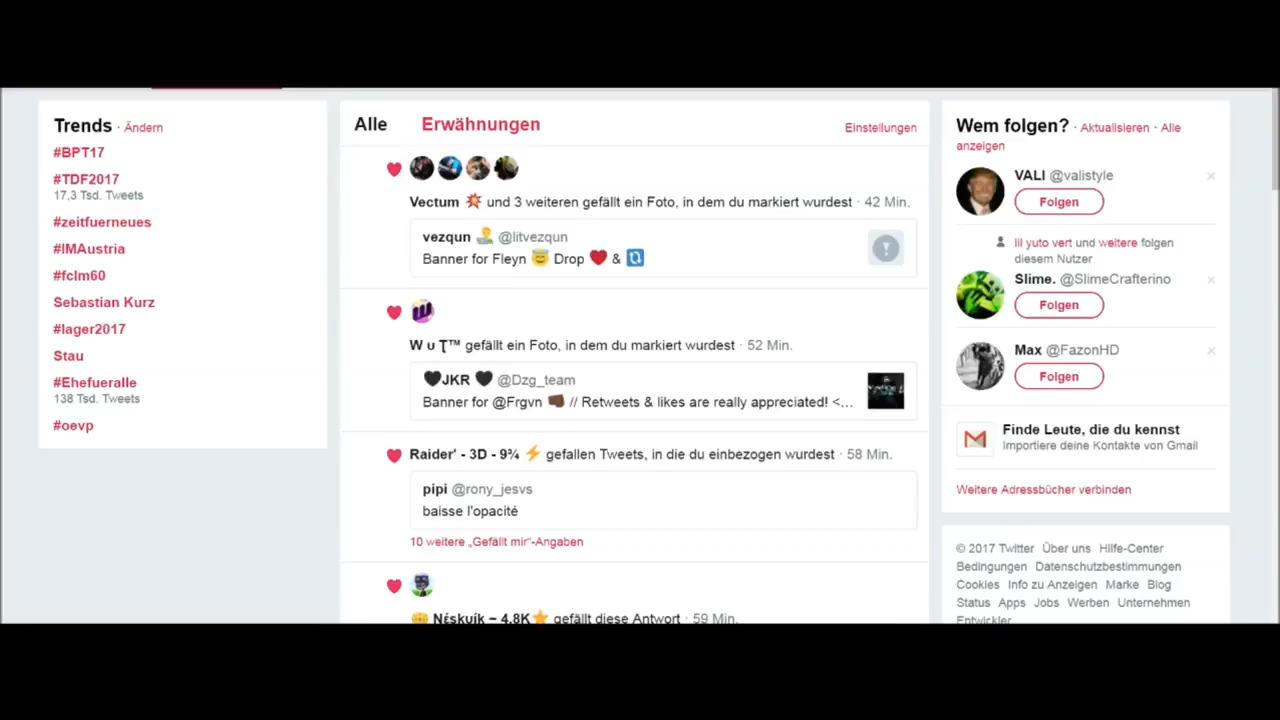 Trends · Ändern
#BPT17
#TDF2017
17,3 Tsd. Tweets
#zeitfuerneues
#IMAustria
#fclm60
Sebastian Kurz
#lager2017
Stau
#Ehefueralle
138 Tsd. Tweets
#oevp
Alle Erwähnungen Einstellungen
Vectum 💥 und 3 weiteren gefällt ein Foto, in dem du markiert wurdest · 42 Min.
vezqun @litvezqun
Banner for Fleyn 😇 Drop ❤ & 🔃
W υ Ʈ™ gefällt ein Foto, in dem du markiert wurdest · 52 Min.
🖤JKR 🖤 @Dzg_team
Banner for @Frgvn // Retweets & likes are really appreciated! <…
Raider' - 3D - 9¾ ⚡ gefallen Tweets, in die du einbezogen wurdest · 58 Min.
pipi @rony_jesvs
baisse l'opacité
10 weitere „Gefällt mir“-Angaben
Nέskuík – 4.8K⭐ gefällt diese Antwort · 59 Min.
Wem folgen? · Aktualisieren · Alle
anzeigen
VALI @valistyle
Folgen
lil yuto vert und weitere folgen
diesem Nutzer
Slime. @SlimeCrafterino
Folgen
Max @FazonHD
Folgen
Finde Leute, die du kennst
Importiere deine Kontakte von Gmail
Weitere Adressbücher verbinden
© 2017 Twitter Über uns Hilfe-Center
Bedingungen Datenschutzbestimmungen
Cookies Info zu Anzeigen Marke Blog
Status Apps Jobs Werben Unternehmen
Entwickler